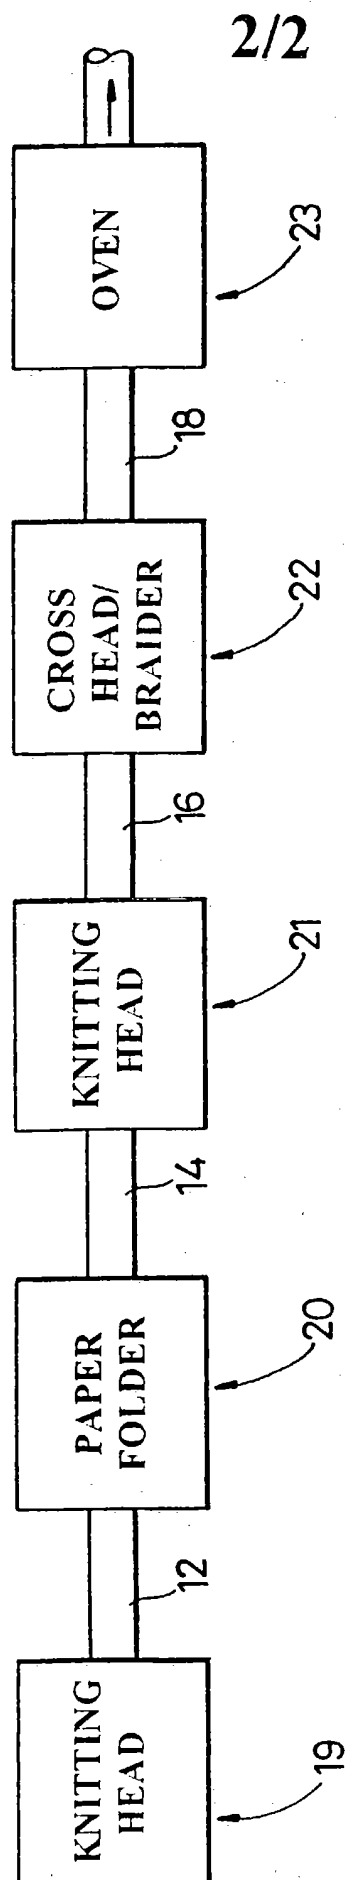 2/2
OVEN
23
18
CROSS
HEAD/
BRAIDER
22
16
KNITTING
HEAD
21
14
PAPER
FOLDER
20
12
KNITTING
HEAD
19